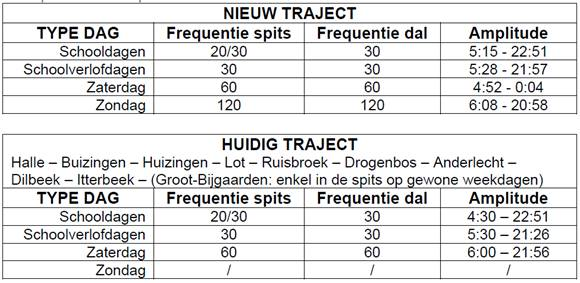 NIEUW TRAJECT
TYPE DAG Frequentie spits Frequentie dal Amplitude
Schooldagen 20/30 30 5:15 - 22:51
Schoolverlofdagen 30 30 5:28 - 21:57
Zaterdag 60 60 4:52 - 0:04
Zondag 120 120 6:08 - 20:58
HUIDIG TRAJECT
Halle – Buizingen – Huizingen – Lot – Ruisbroek – Drogenbos – Anderlecht –
Dilbeek – Itterbeek – (Groot-Bijgaarden: enkel in de spits op gewone weekdagen)
TYPE DAG Frequentie spits Frequentie dal Amplitude
Schooldagen 20/30 30 4:30 – 22:51
Schoolverlofdagen 30 30 5:30 – 21:26
Zaterdag 60 60 6:00 – 21:56
Zondag / / /